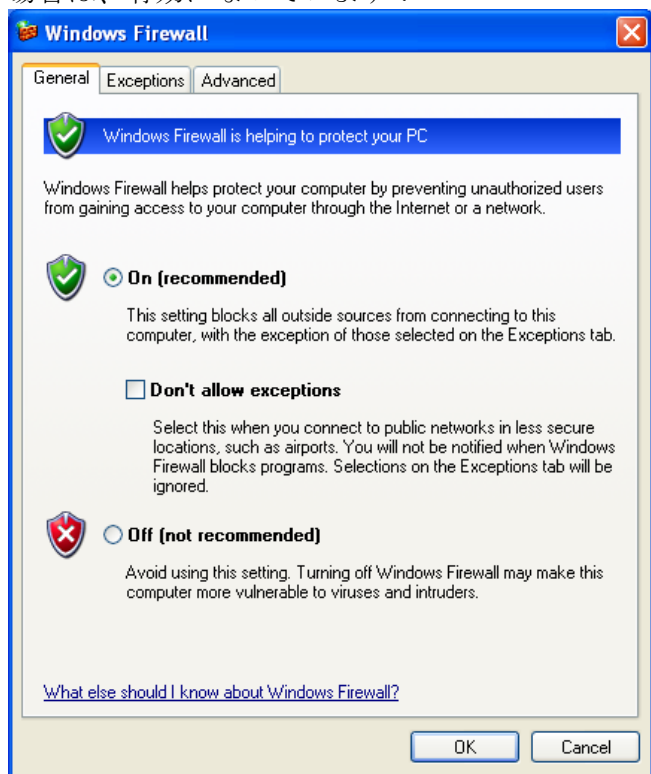 Windows Firewall
General Exceptions Advanced
Windows Firewall is helping to protect your PC
Windows Firewall helps protect your computer by preventing unauthorized users
from gaining access to your computer through the Internet or a network.
On (recommended)
This setting blocks all outside sources from connecting to this
computer, with the exception of those selected on the Exceptions tab.
Don't allow exceptions
Select this when you connect to public networks in less secure
locations, such as airports. You will not be notified when Windows
Firewall blocks programs. Selections on the Exceptions tab will be
ignored.
Off (not recommended)
Avoid using this setting. Turning off Windows Firewall may make this
computer more vulnerable to viruses and intruders.
What else should I know about Windows Firewall?
OK Cancel